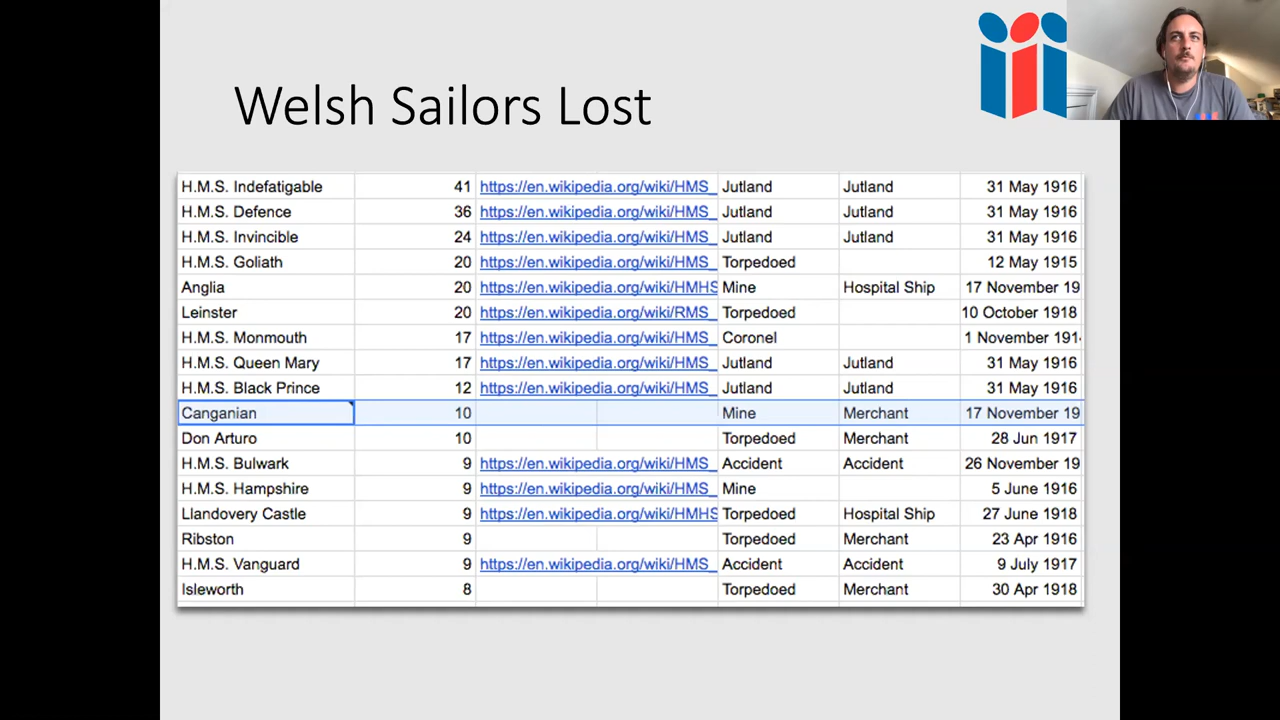 Welsh Sailors Lost
H.M.S. Indefatigable 41 https://en.wikipedia.org/wiki/HMS_ Jutland Jutland 31 May 1916
H.M.S. Defence 36 https://en.wikipedia.org/wiki/HMS_ Jutland Jutland 31 May 1916
H.M.S. Invincible 24 https://en.wikipedia.org/wiki/HMS_ Jutland Jutland 31 May 1916
H.M.S. Goliath 20 https://en.wikipedia.org/wiki/HMS_ Torpedoed 12 May 1915
Anglia 20 https://en.wikipedia.org/wiki/HMHS Mine Hospital Ship 17 November 19
Leinster 20 https://en.wikipedia.org/wiki/RMS_ Torpedoed 10 October 1918
H.M.S. Monmouth 17 https://en.wikipedia.org/wiki/HMS_ Coronel 1 November 191
H.M.S. Queen Mary 17 https://en.wikipedia.org/wiki/HMS_ Jutland Jutland 31 May 1916
H.M.S. Black Prince 12 https://en.wikipedia.org/wiki/HMS_ Jutland Jutland 31 May 1916
Canganian 10 Mine Merchant 17 November 19
Don Arturo 10 Torpedoed Merchant 28 Jun 1917
H.M.S. Bulwark 9 https://en.wikipedia.org/wiki/HMS_ Accident Accident 26 November 19
H.M.S. Hampshire 9 https://en.wikipedia.org/wiki/HMS_ Mine 5 June 1916
Llandovery Castle 9 https://en.wikipedia.org/wiki/HMHS Torpedoed Hospital Ship 27 June 1918
Ribston 9 Torpedoed Merchant 23 Apr 1916
H.M.S. Vanguard 9 https://en.wikipedia.org/wiki/HMS_ Accident Accident 9 July 1917
Isleworth 8 Torpedoed Merchant 30 Apr 1918